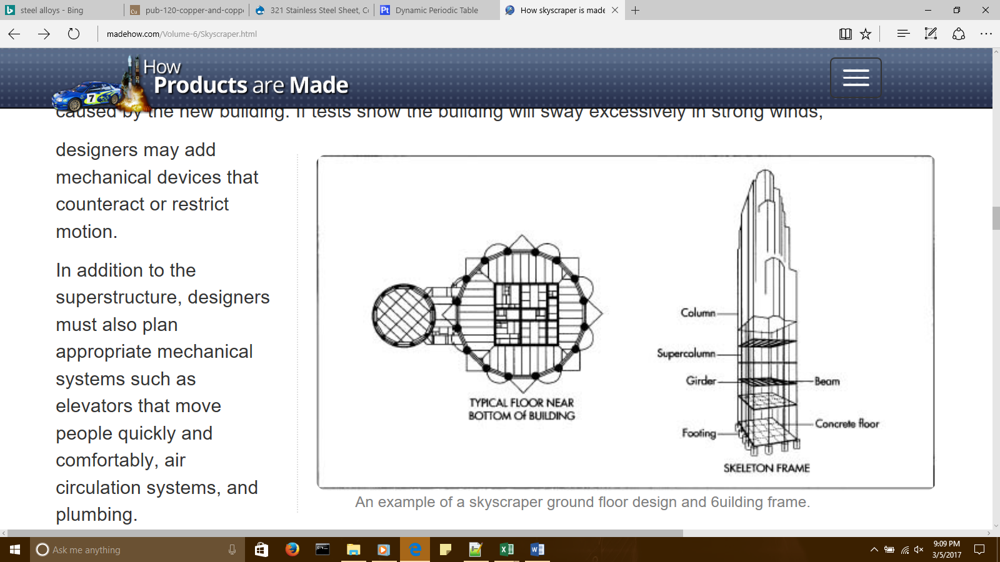 steel alloys - Bing
pub-120-copper-and-coppe
321 Stainless Steel Sheet, C
Dynamic Periodic Table
How skyscraper is made
madehow.com/Volume-6/Skyscraper.html
How
Products are Made
7
caused by the new building. If tests show the building will sway excessively in strong winds,
designers may add
mechanical devices that
counteract or restrict
motion.
In addition to the
superstructure, designers
must also plan
appropriate mechanical
systems such as
elevators that move
people quickly and
comfortably, air
circulation systems, and
plumbing.
TYPICAL FLOOR NEAR
BOTTOM Of BUILDING
Column
Supercolumn
Girder
Beam
Concrete floor
Footing
SKELETON FRAME
An example of a skyscraper ground floor design and 6uilding frame.
Ask me anything
9:09 PM
3/5/2017